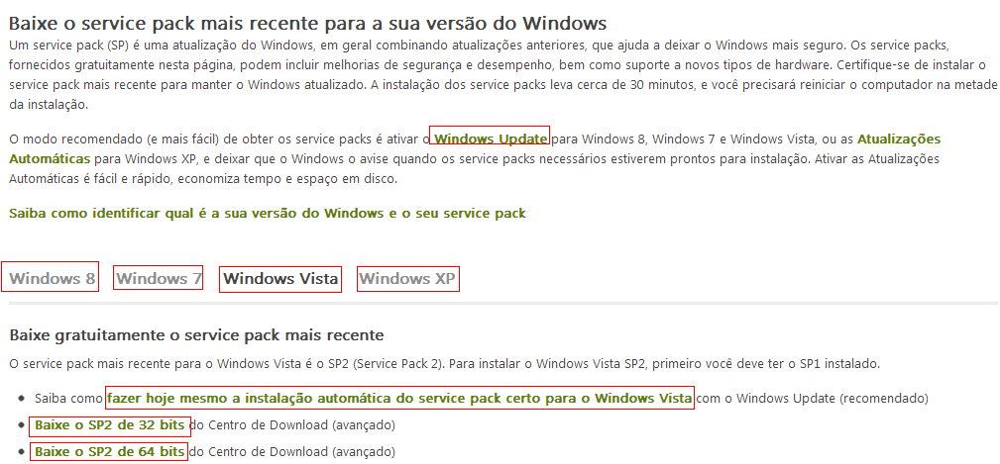 Baixe o service pack mais recente para a sua versão do Windows
Um service pack (SP) é uma atualização do Windows, em geral combinando atualizações anteriores, que ajuda a deixar o Windows mais seguro. Os service packs,
fornecidos gratuitamente nesta página, podem incluir melhorias de segurança e desempenho, bem como suporte a novos tipos de hardware. Certifique-se de instalar o
service pack mais recente para manter o Windows atualizado. A instalação dos service packs leva cerca de 30 minutos, e você precisará reiniciar o computador na metade
da instalação.
O modo recomendado (e mais fácil) de obter os service packs é ativar o Windows Update para Windows 8, Windows 7 e Windows Vista, ou as Atualizações
Automáticas para Windows XP, e deixar que o Windows o avise quando os service packs necessários estiverem prontos para instalação. Ativar as Atualizações
Automáticas é fácil e rápido, economiza tempo e espaço em disco.
Saiba como identificar qual é a sua versão do Windows e o seu service pack
Windows 8 Windows 7 Windows Vista Windows XP
Baixe gratuitamente o service pack mais recente
O service pack mais recente para o Windows Vista é o SP2 (Service Pack 2). Para instalar o Windows Vista SP2, primeiro você deve ter o SP1 instalado.
• Saiba como fazer hoje mesmo a instalação automática do service pack certo para o Windows Vista com o Windows Update (recomendado)
• Baixe o SP2 de 32 bits do Centro de Download (avançado)
• Baixe o SP2 de 64 bits do Centro de Download (avançado)